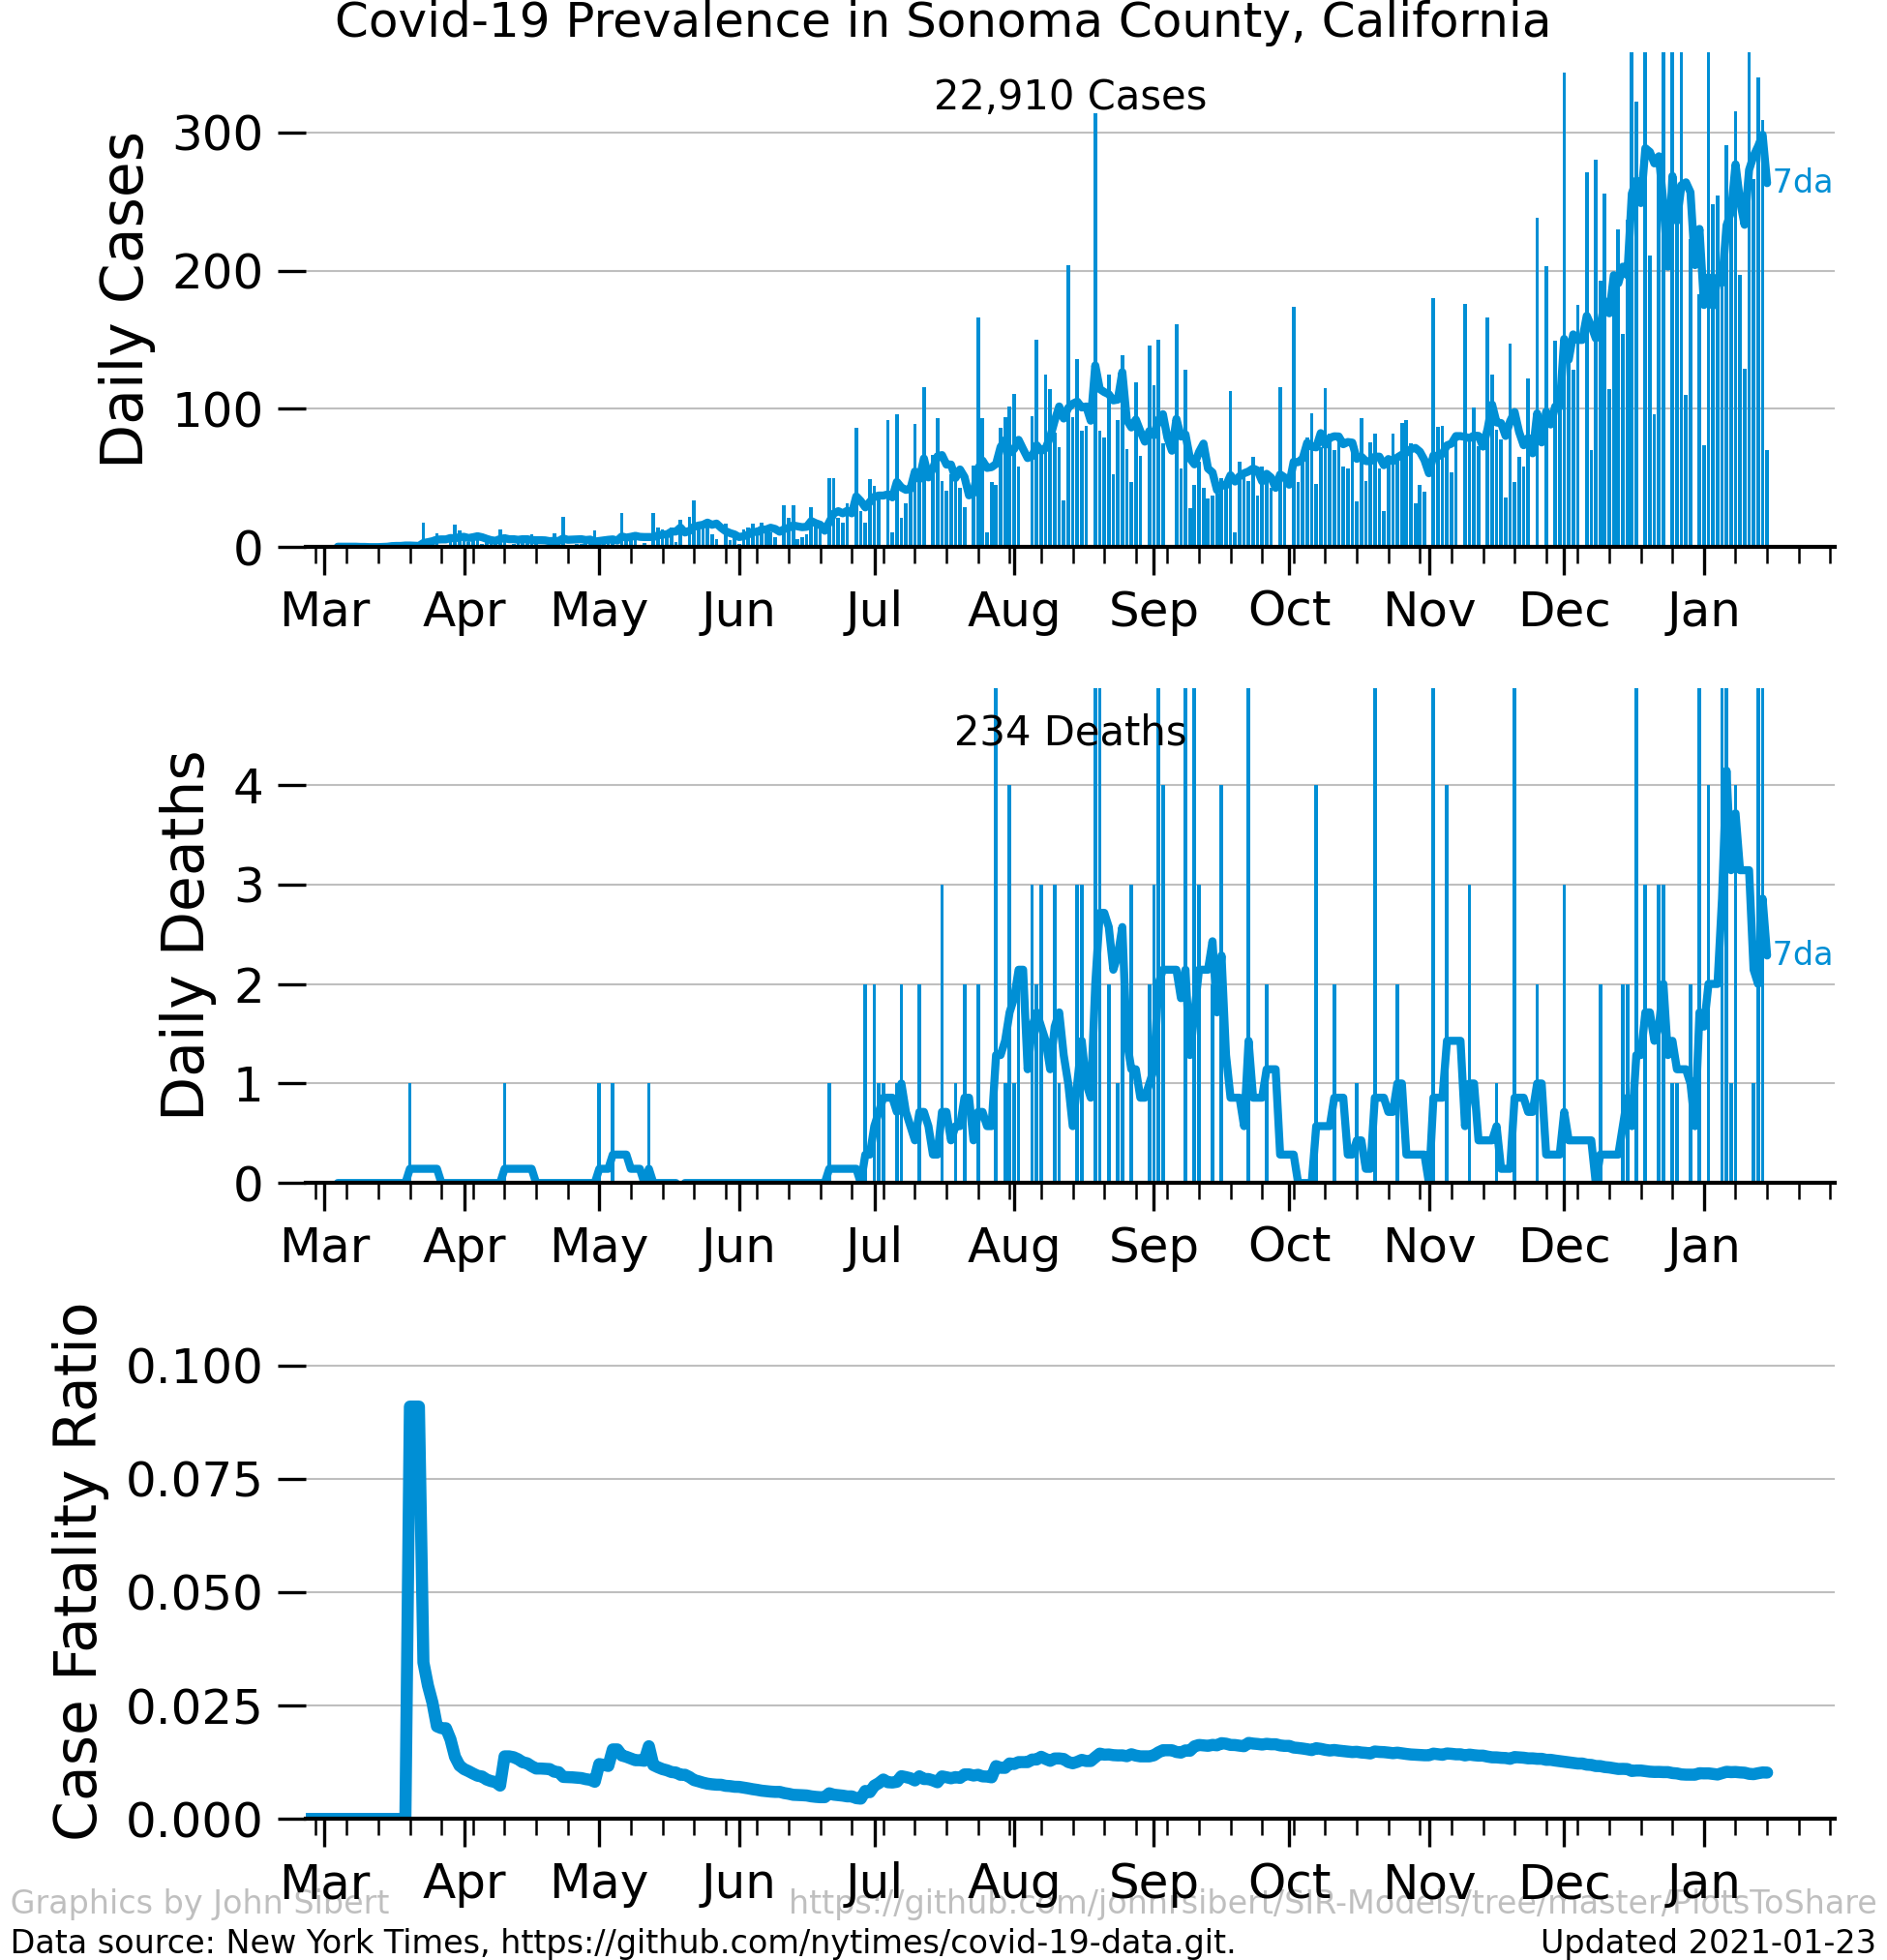 Covid-19 Prevalence in Sonoma County, California
22,910 Cases
Daily Cases
300
200
100
0
7da
Mar Apr May Jun Jul Aug Sep Oct Nov Dec Jan
234 Deaths
Daily Deaths
4
3
2
1
0
7da
Mar Apr May Jun Jul Aug Sep Oct Nov Dec Jan
Case Fatality Ratio
0.100
0.075
0.050
0.025
0.000
Mar Apr May Jun Jul Aug Sep Oct Nov Dec Jan
Graphics by John Sibert https://github.com/johnrsibert/SIR-Models/tree/master/PlotsToShare
Data source: New York Times, https://github.com/nytimes/covid-19-data.git. Updated 2021-01-23